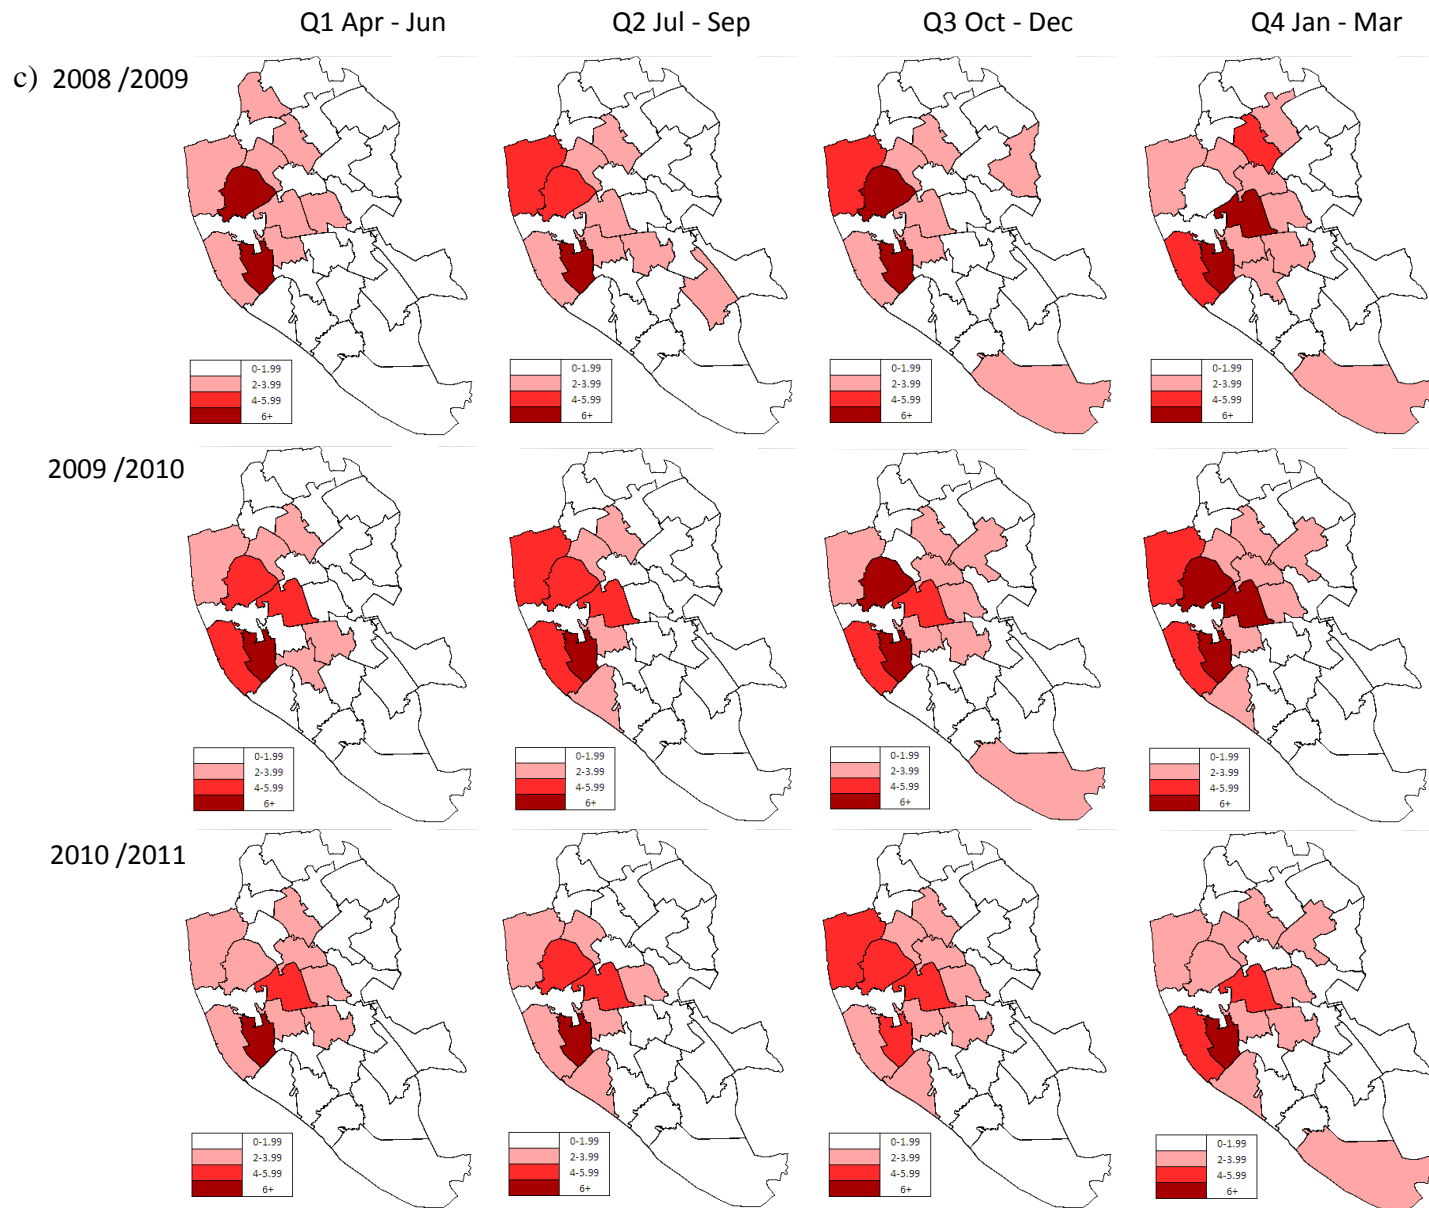 Q1 Apr - Jun Q2 Jul - Sep Q3 Oct - Dec Q4 Jan - Mar
c) 2008 /2009
0-1.99 0-1.99 0-1.99 0-1.99
2-3.99 2-3.99 2-3.99 2-3.99
4-5.99 4-5.99 4-5.99 4-5.99
6+ 6+ 6+ 6+
2009 /2010
0-1.99 0-1.99 0-1.99 0-1.99
2-3.99 2-3.99 2-3.99 2-3.99
4-5.99 4-5.99 4-5.99 4-5.99
6+ 6+ 6+ 6+
2010 /2011
0-1.99 0-1.99 0-1.99 0-1.99
2-3.99 2-3.99 2-3.99 2-3.99
4-5.99 4-5.99 4-5.99 4-5.99
6+ 6+ 6+ 6+